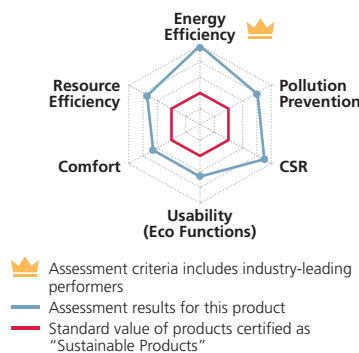 Energy
Efficiency
Resource
Efficiency
Pollution
Prevention
Comfort
CSR
Usability
(Eco Functions)
Assessment criteria includes industry-leading
performers
Assessment results for this product
Standard value of products certified as
“Sustainable Products”